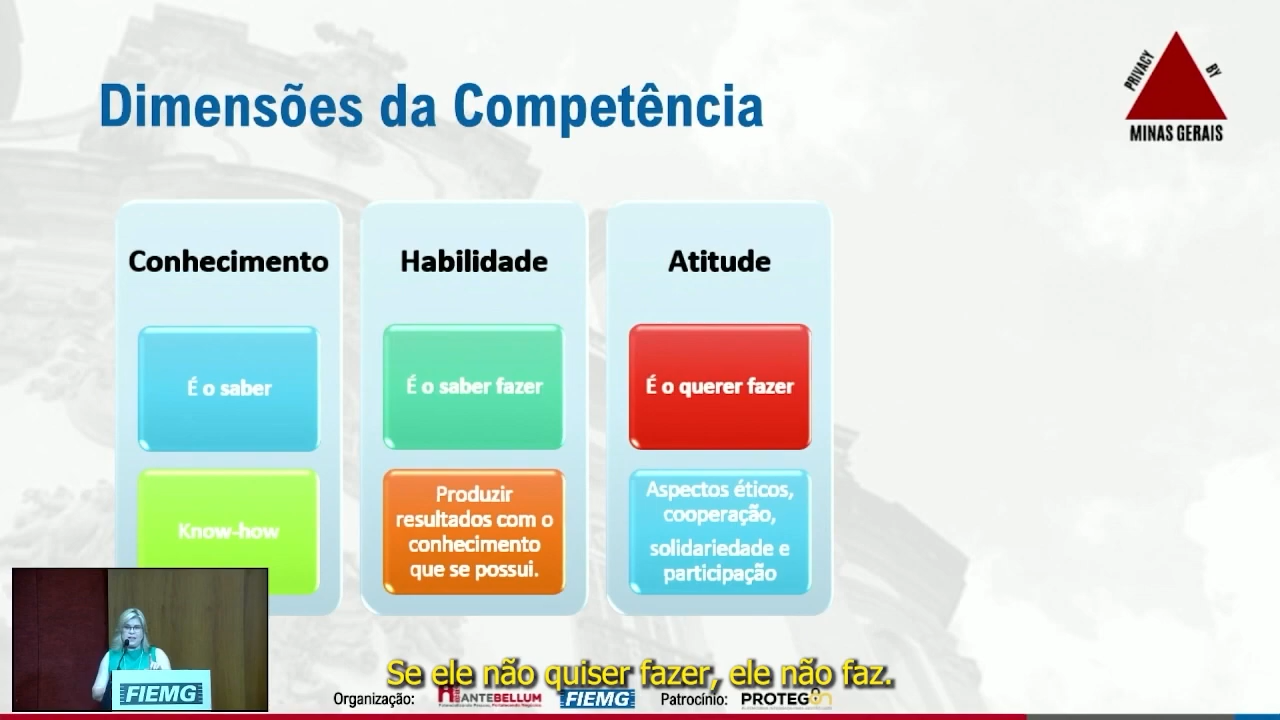 Dimensões da Competência
PRIVACY
BY
MINAS GERAIS
Conhecimento
É o saber
Know-how
Habilidade
É o saber fazer
Produzir
resultados com o
conhecimento
que se possui.
Atitude
É o querer fazer
Aspectos éticos,
cooperação,
solidariedade e
participação
FIEMG
Se ele não quiser fazer, ele não faz.
Organização:
ANTEBELLUM
FIEMG
Patrocínio:
PROTEGON